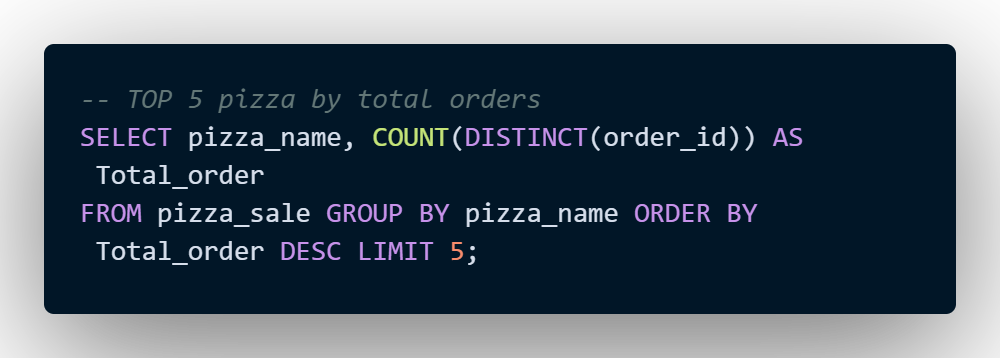 -- TOP 5 pizza by total orders
SELECT pizza_name, COUNT(DISTINCT(order_id)) AS
Total_order
FROM pizza_sale GROUP BY pizza_name ORDER BY
Total_order DESC LIMIT 5;